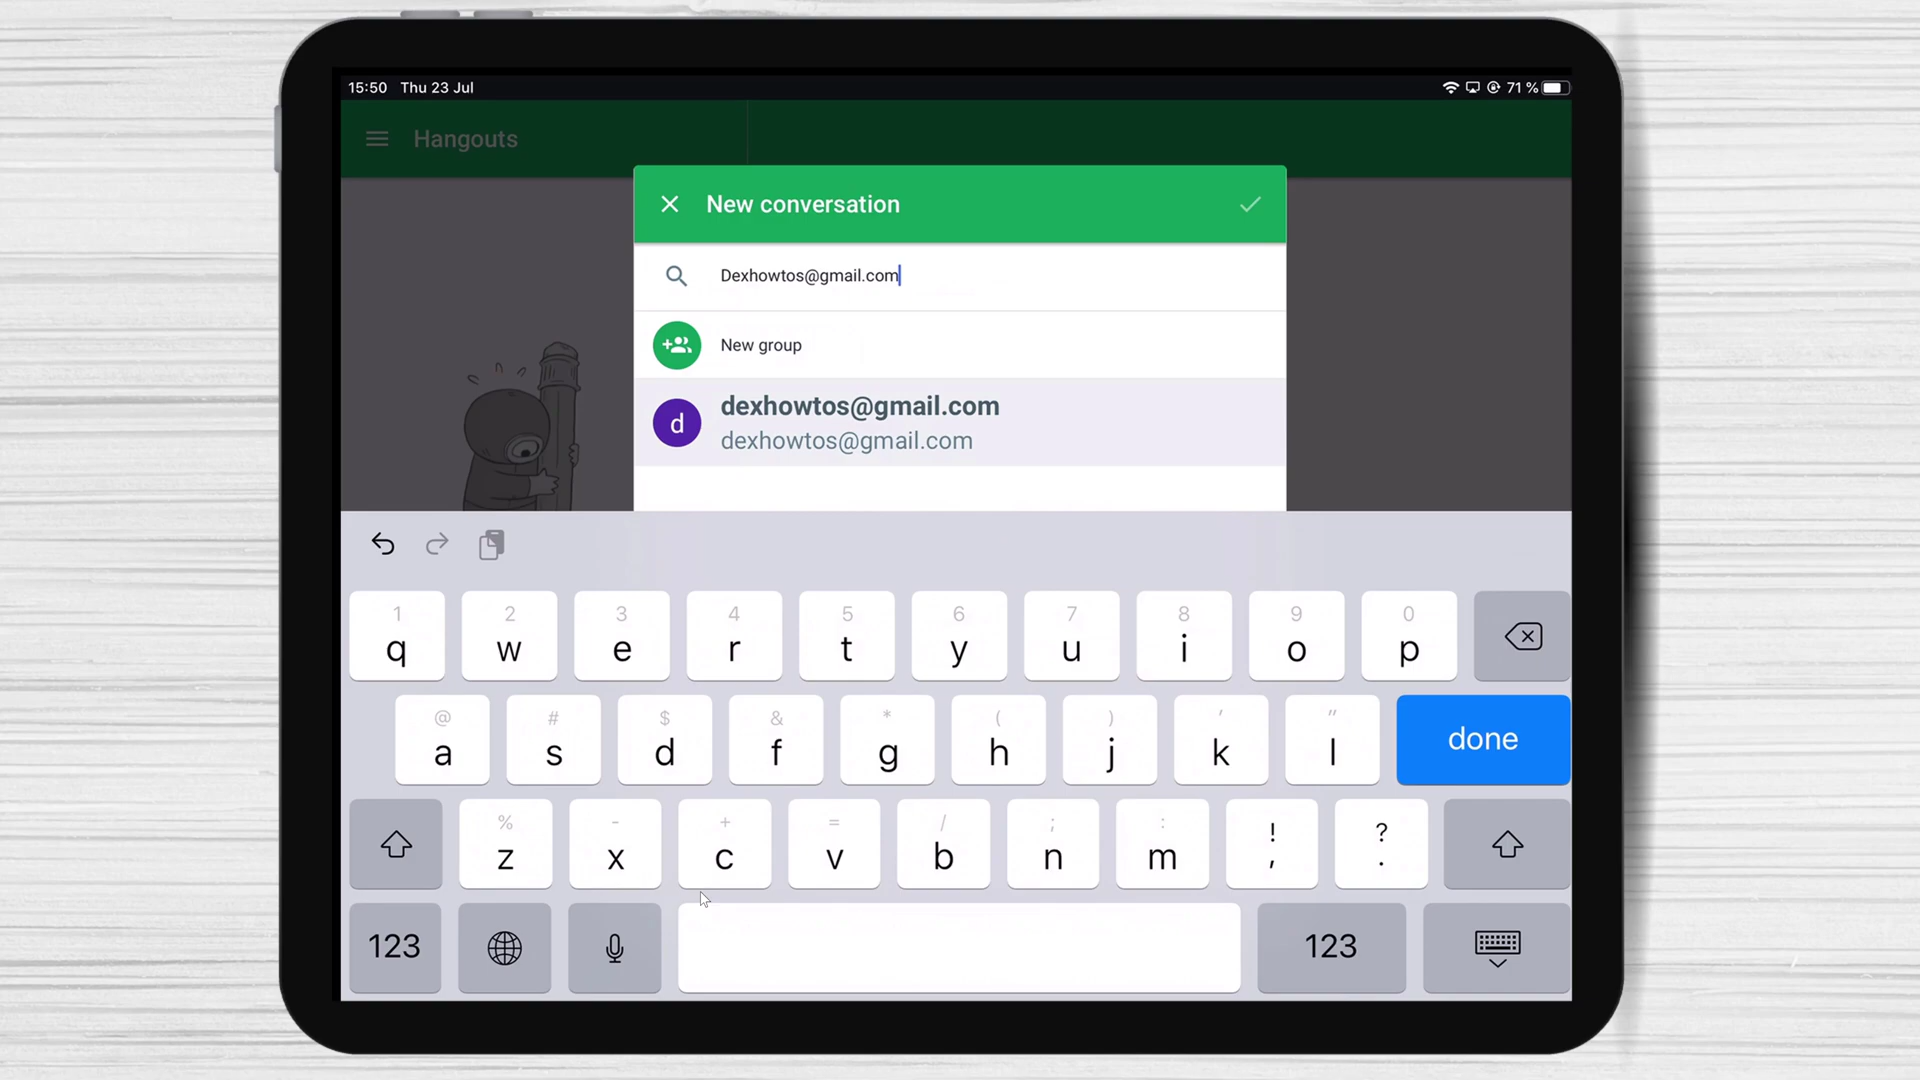 15:50 Thu 23 Jul 71 %
Hangouts
New conversation
Dexhowtos@gmail.com
New group
d
dexhowtos@gmail.com
dexhowtos@gmail.com
1 2 3 4 5 6 7 8 9 0
q w e r t y u i o p
@ # $ & * ( ) ' "
a s d f g h j k l done
% - + = / ; : ! ?
z x c v b n m , .
123 123